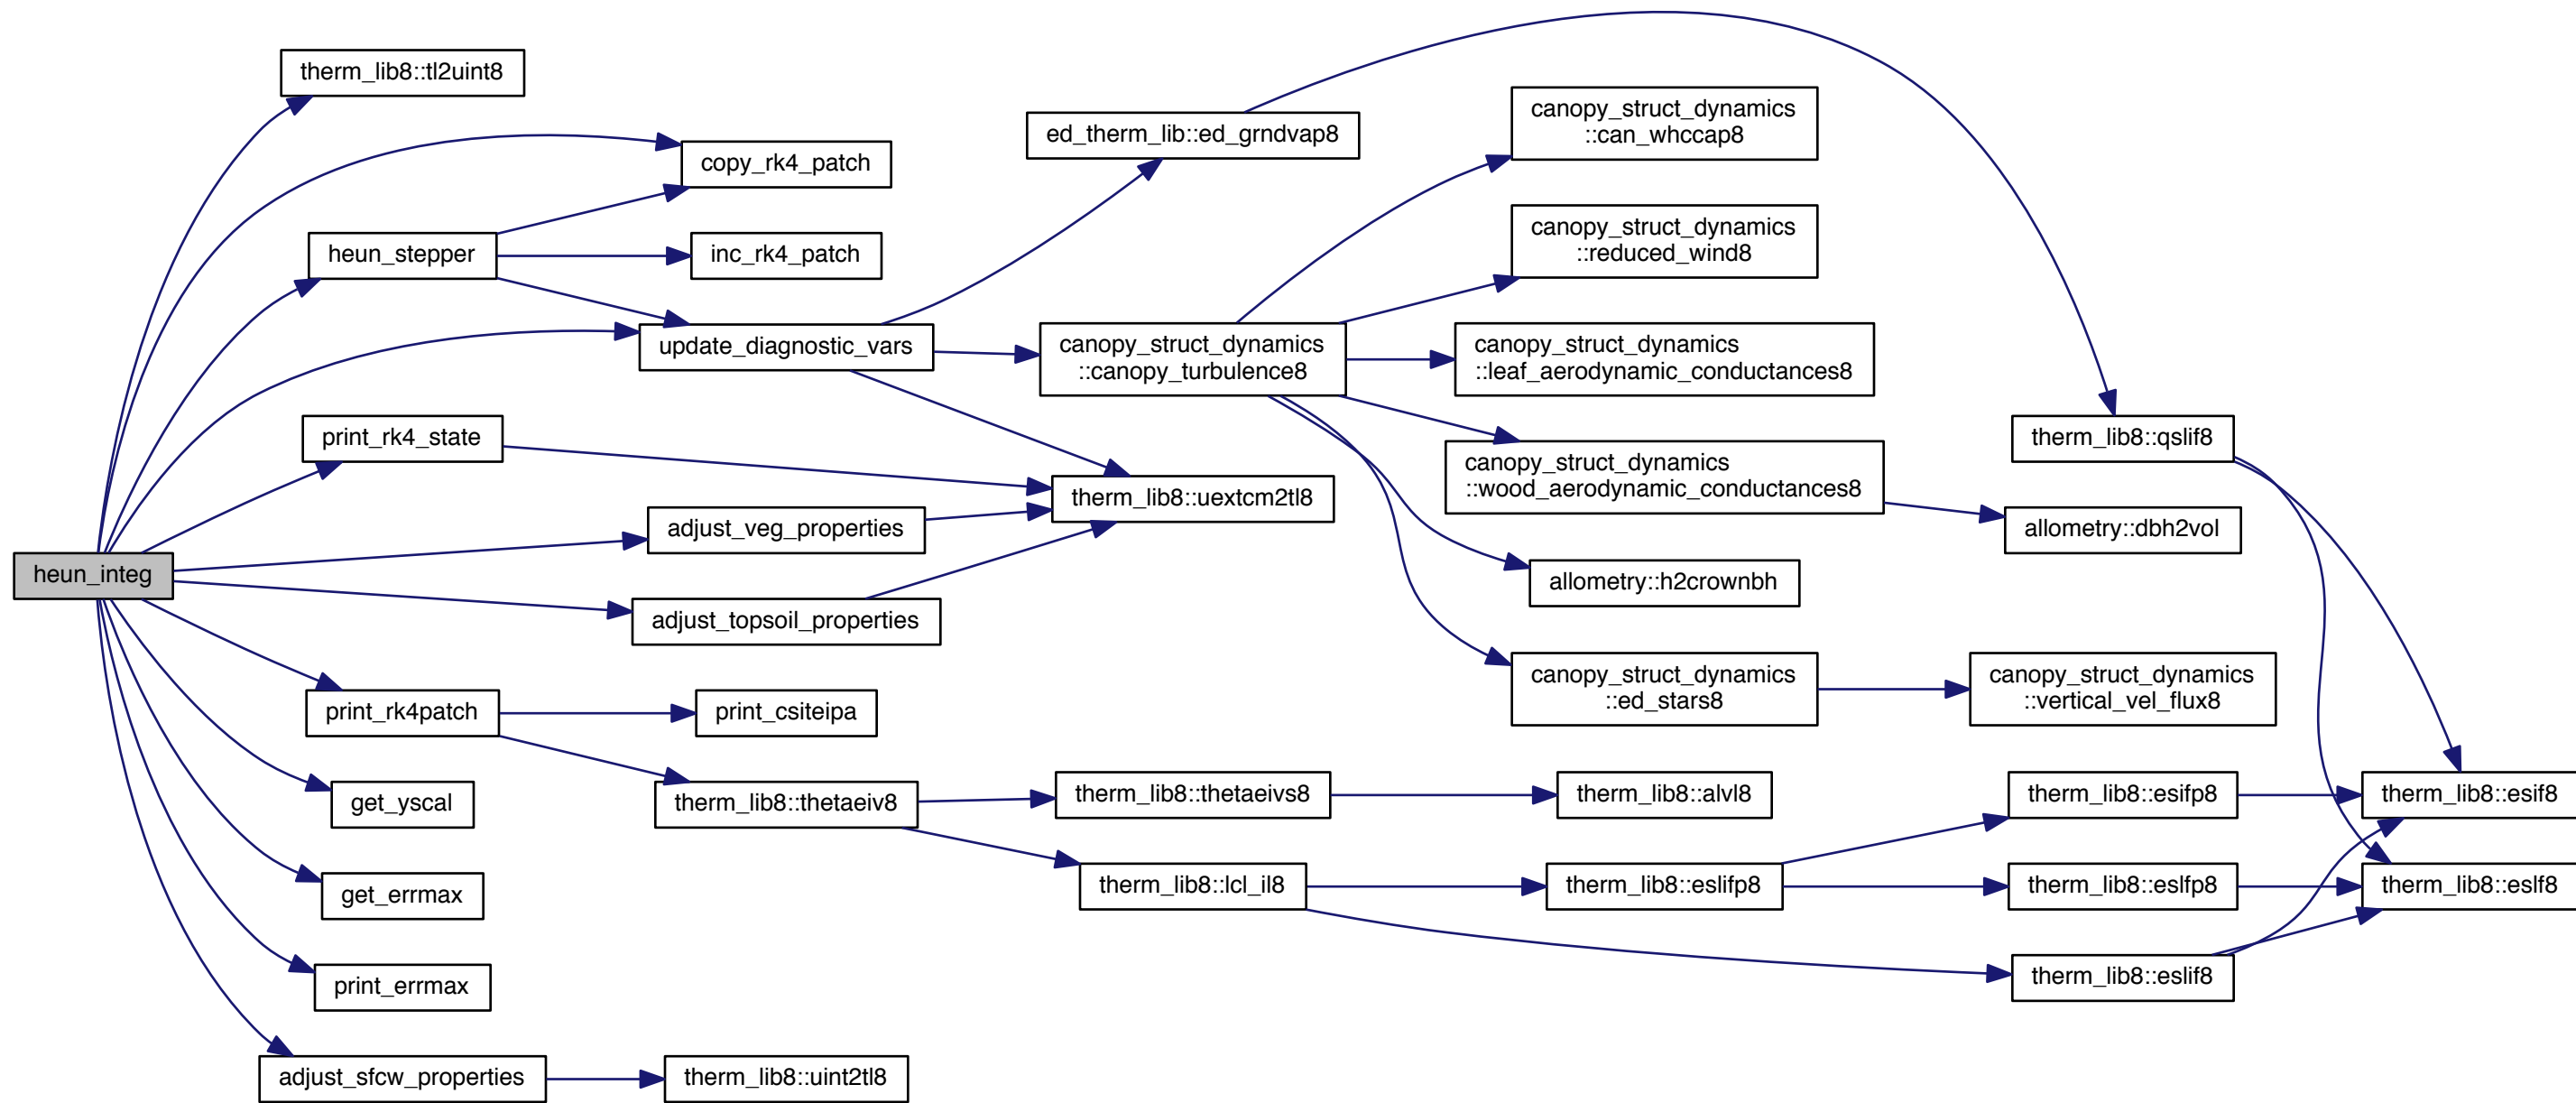 therm_lib8::tl2uint8
copy_rk4_patch
heun_stepper
inc_rk4_patch
update_diagnostic_vars
print_rk4_state
adjust_veg_properties
heun_integ
adjust_topsoil_properties
print_rk4patch
print_csiteipa
get_yscal
therm_lib8::thetaeiv8
get_errmax
print_errmax
adjust_sfcw_properties
therm_lib8::uint2tl8
ed_therm_lib::ed_grndvap8
canopy_struct_dynamics
::canopy_turbulence8
therm_lib8::uextcm2tl8
therm_lib8::thetaeivs8
therm_lib8::lcl_il8
canopy_struct_dynamics
::can_whccap8
canopy_struct_dynamics
::reduced_wind8
canopy_struct_dynamics
::leaf_aerodynamic_conductances8
canopy_struct_dynamics
::wood_aerodynamic_conductances8
allometry::h2crownbh
canopy_struct_dynamics
::ed_stars8
therm_lib8::alvl8
therm_lib8::eslifp8
therm_lib8::qslif8
allometry::dbh2vol
canopy_struct_dynamics
::vertical_vel_flux8
therm_lib8::esifp8
therm_lib8::eslfp8
therm_lib8::eslif8
therm_lib8::esif8
therm_lib8::eslf8